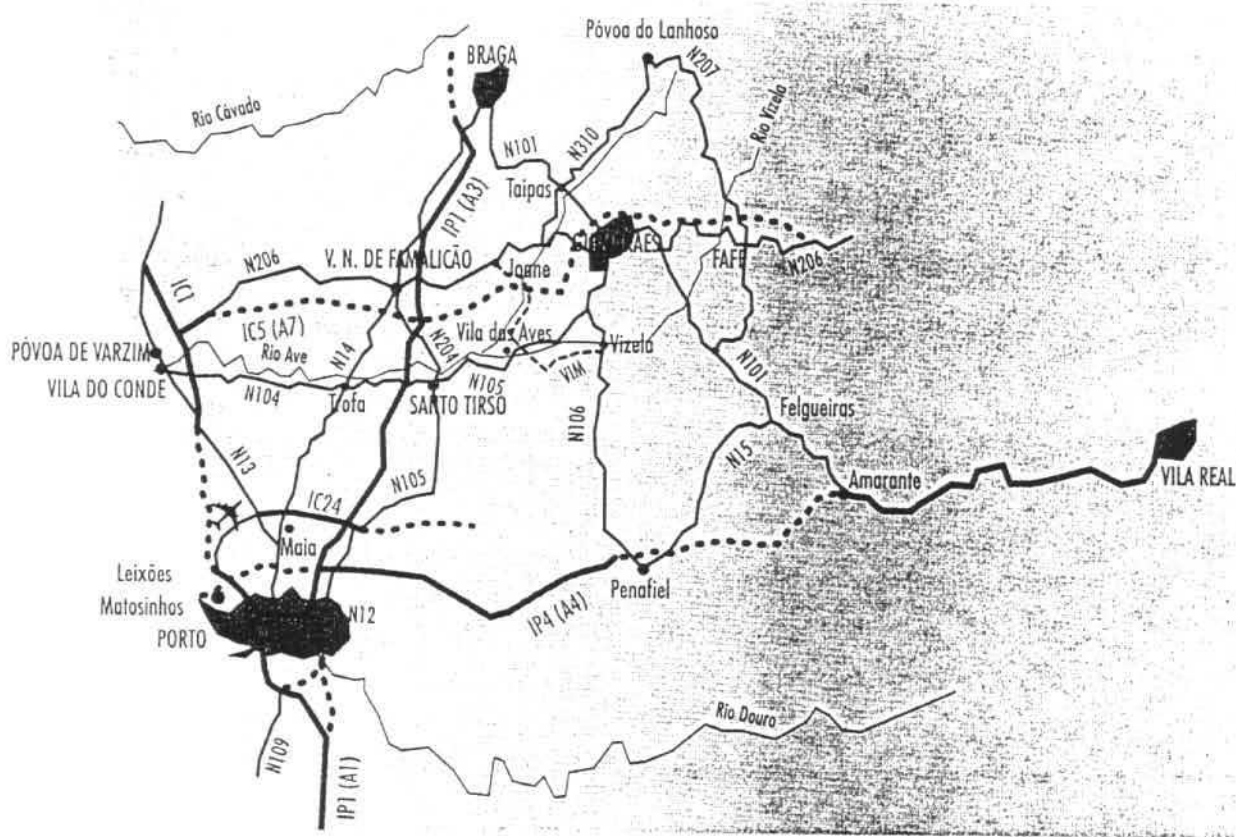 Póvoa do Lanhoso
BRAGA
N207
Rio Cávado
Rio Vizela
N101
N310
Taipas
IP1 (A3)
GUIMARÃES
FAFE
N206
N206
V. N. DE FAMALICÃO
Joane
IC1
IC5 (A7)
Vila das Aves
Vizela
PÓVOA DE VARZIM
Rio Ave
N14
N204
VIM
N101
VILA DO CONDE
N104
Trofa
SANTO TIRSO
N105
N106
Felgueiras
N13
N105
N15
VILA REAL
IC24
Amarante
Maia
Leixões
Penafiel
Matosinhos
N12
IP4 (A4)
PORTO
Rio Douro
N109
IP1 (A1)